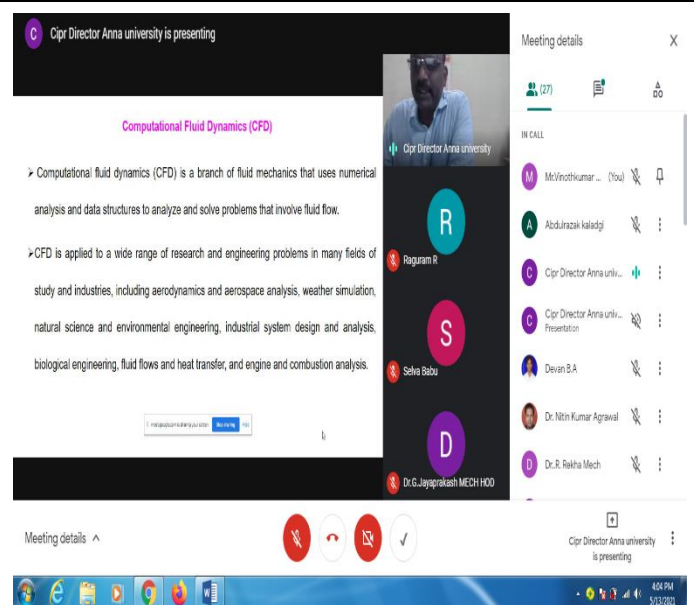 C Cipr Director Anna university is presenting
Computational Fluid Dynamics (CFD)
➢ Computational fluid dynamics (CFD) is a branch of fluid mechanics that uses numerical
analysis and data structures to analyze and solve problems that involve fluid flow.
➢CFD is applied to a wide range of research and engineering problems in many fields of
study and industries, including aerodynamics and aerospace analysis, weather simulation,
natural science and environmental engineering, industrial system design and analysis,
biological engineering, fluid flows and heat transfer, and engine and combustion analysis.
Stop sharing
Hide
Cipr Director Anna university
R
Raguram R
S
Selva Babu
D
Dr.G.Jayaprakash MECH HOD
Meeting details
(27)
IN CALL
M Mr.Vinothkumar ... (You)
A Abdulrazak kaladgi
C Cipr Director Anna univ...
C Cipr Director Anna univ...
Presentation
Devan B.A
Dr. Nitin Kumar Agrawal
D Dr..R. Rekha Mech
Meeting details
Cipr Director Anna university
is presenting
4:04 PM
5/13/2021